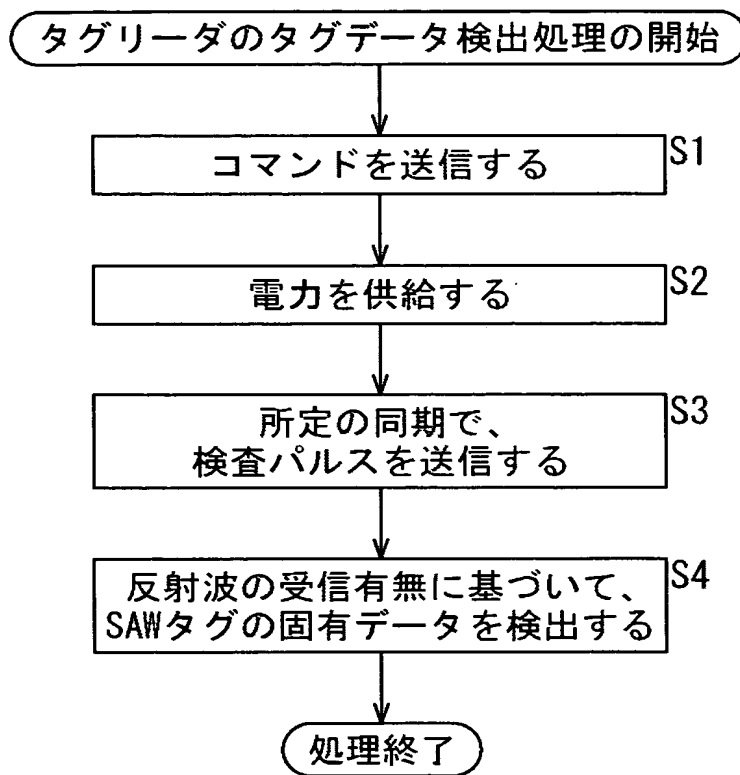 タグリーダのタグデータ検出処理の開始
コマンドを送信する
S1
電力を供給する
S2
所定の同期で、
S3
検査パルスを送信する
反射波の受信有無に基づいて、
S4
SAWタグの固有データを検出する
処理終了